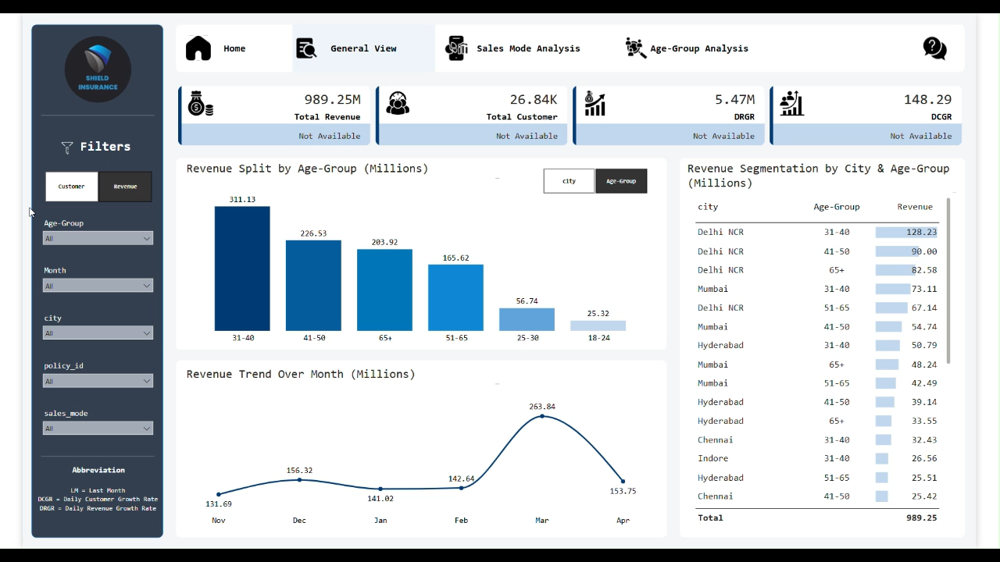 SHIELD
INSURANCE
Home
General View
Sales Mode Analysis
Age-Group Analysis
Filters
Customer
Revenue
Age-Group
All
Month
All
city
All
policy_id
All
sales_mode
All
Abbreviation
LM = Last Month
DCGR = Daily Customer Growth Rate
DRGR = Daily Revenue Growth Rate
989.25M
Total Revenue
Not Available
26.84K
Total Customer
Not Available
5.47M
DRGR
Not Available
148.29
DCGR
Not Available
Revenue Split by Age-Group (Millions)
city
Age-Group
311.13
226.53
203.92
165.62
56.74
25.32
31-40
41-50
65+
51-65
25-30
18-24
Revenue Trend Over Month (Millions)
131.69
156.32
141.02
142.64
263.84
153.75
Nov
Dec
Jan
Feb
Mar
Apr
Revenue Segmentation by City & Age-Group
(Millions)
city Age-Group Revenue
Delhi NCR 31-40 128.23
Delhi NCR 41-50 90.00
Delhi NCR 65+ 82.58
Mumbai 31-40 73.11
Delhi NCR 51-65 67.14
Mumbai 41-50 54.74
Hyderabad 31-40 50.79
Mumbai 65+ 48.24
Mumbai 51-65 42.49
Hyderabad 41-50 39.14
Hyderabad 65+ 33.55
Chennai 31-40 32.43
Indore 31-40 26.56
Hyderabad 51-65 25.51
Chennai 41-50 25.42
Total 989.25